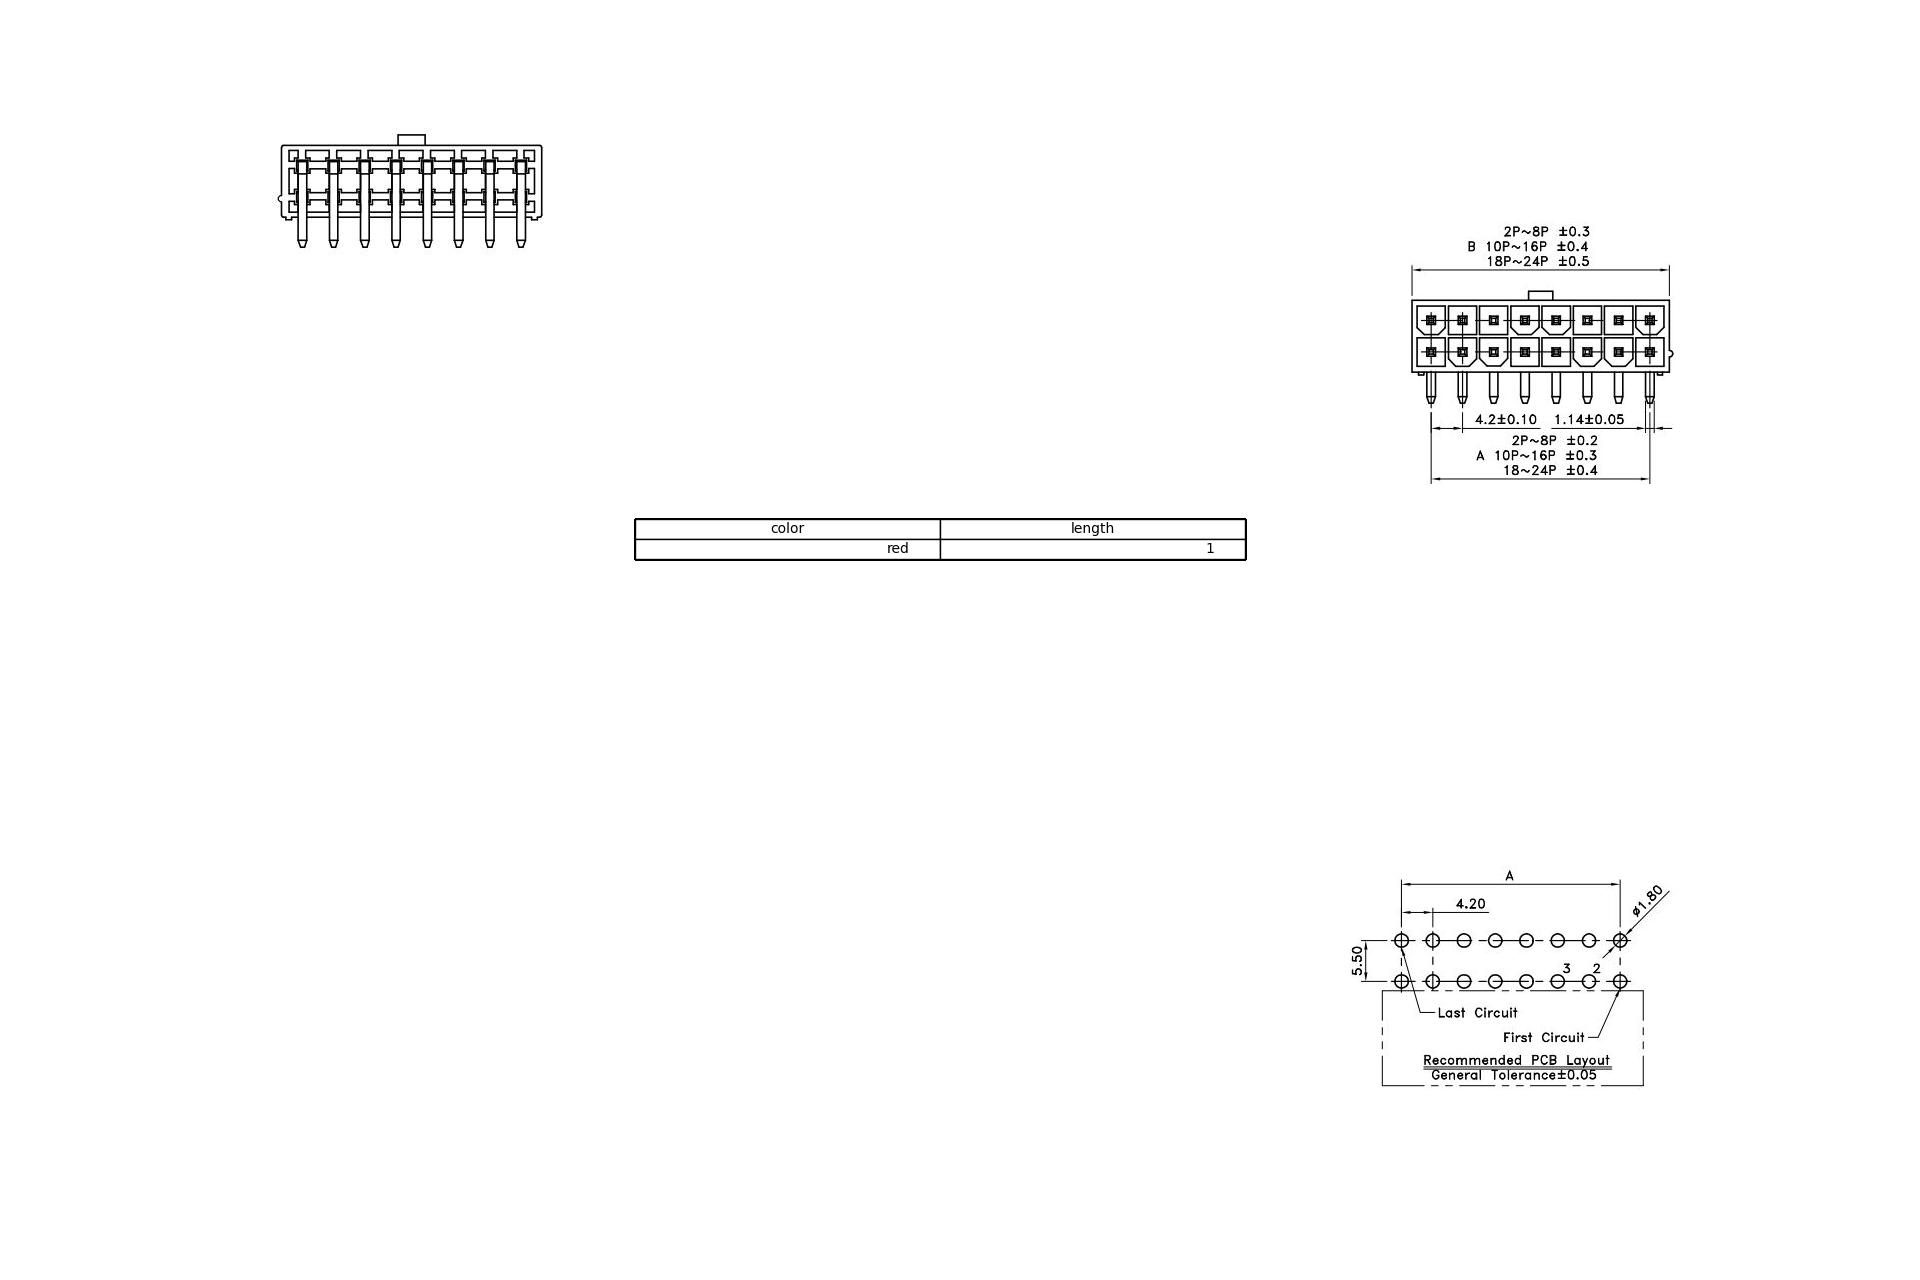 2P~8P ±0.3
B 10P~16P ±0.4
18P~24P ±0.5
4.2±0.10 1.14±0.05
2P~8P ±0.2
A 10P~16P ±0.3
18~24P ±0.4
color length
red 1
A
4.20
ø1.80
5.50
3 2
Last Circuit
First Circuit
Recommended PCB Layout
General Tolerance±0.05